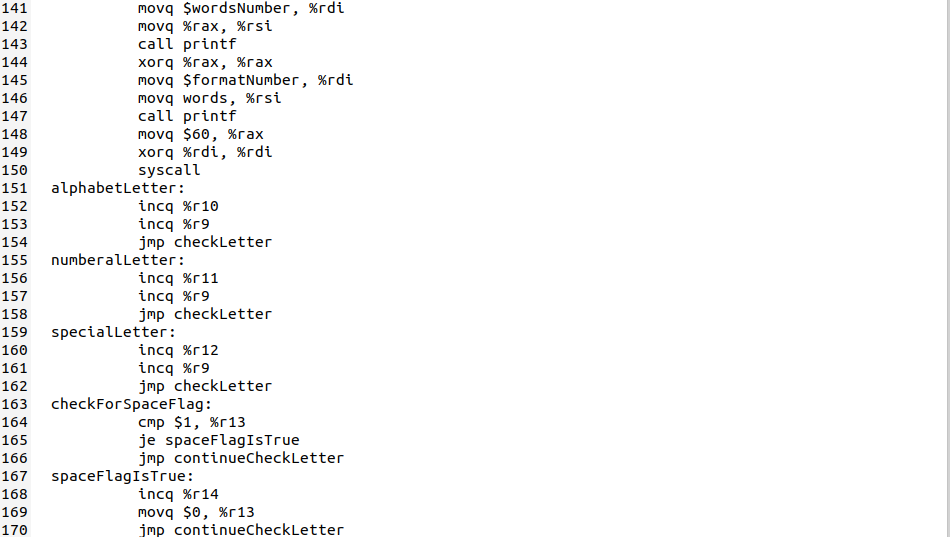 141 movq $wordsNumber, %rdi
142 movq %rax, %rsi
143 call printf
144 xorq %rax, %rax
145 movq $formatNumber, %rdi
146 movq words, %rsi
147 call printf
148 movq $60, %rax
149 xorq %rdi, %rdi
150 syscall
151 alphabetLetter:
152 incq %r10
153 incq %r9
154 jmp checkLetter
155 numberalLetter:
156 incq %r11
157 incq %r9
158 jmp checkLetter
159 specialLetter:
160 incq %r12
161 incq %r9
162 jmp checkLetter
163 checkForSpaceFlag:
164 cmp $1, %r13
165 je spaceFlagIsTrue
166 jmp continueCheckLetter
167 spaceFlagIsTrue:
168 incq %r14
169 movq $0, %r13
170 jmp continueCheckLetter